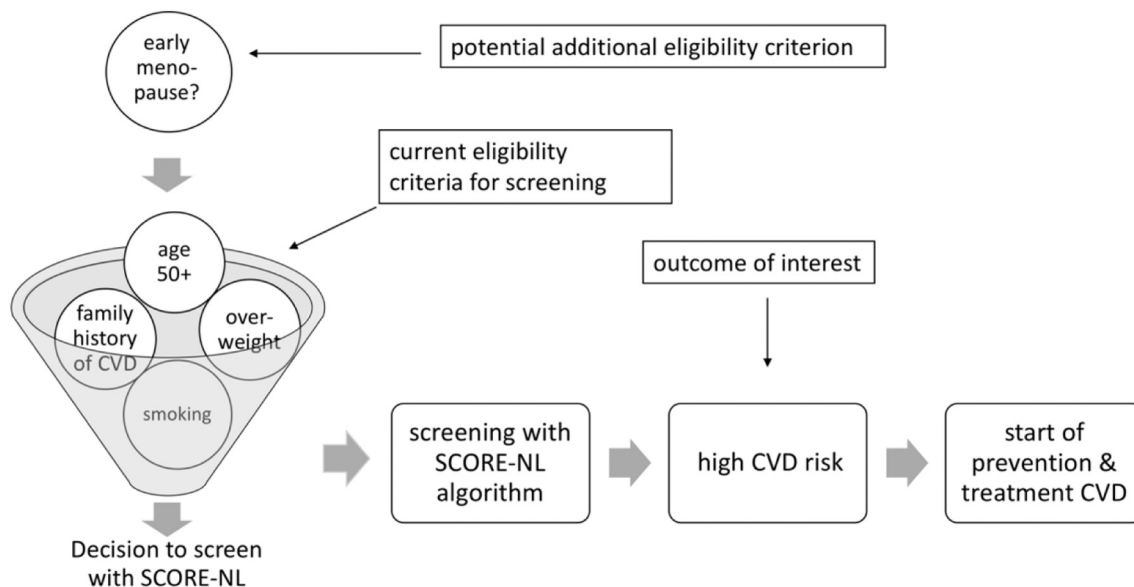 early
meno-
pause?
potential additional eligibility criterion
current eligibility
criteria for screening
age
50+
family
history
of CVD
over-
weight
smoking
outcome of interest
screening with
SCORE-NL
algorithm
high CVD risk
start of
prevention &
treatment CVD
Decision to screen
with SCORE-NL